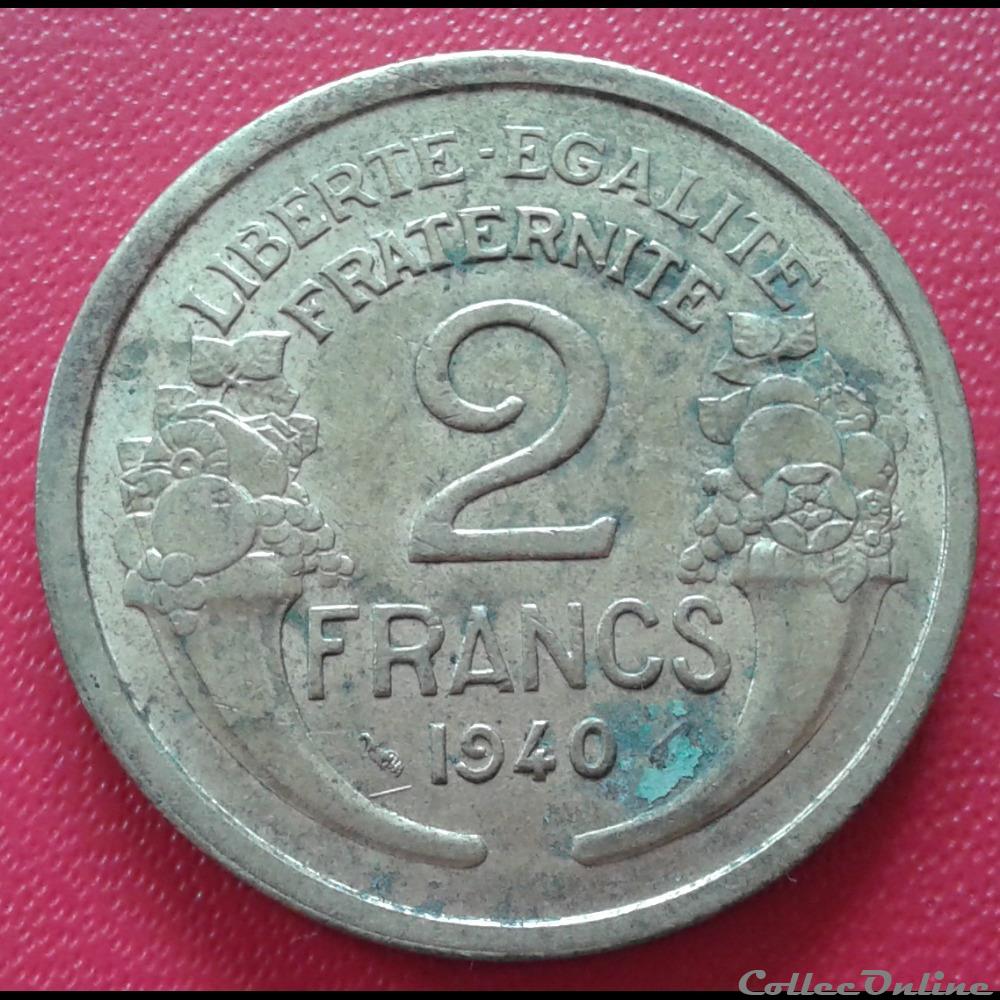 LIBERTE-EGALITE
FRATERNITE
2
FRANCS
1940
CollecOnline